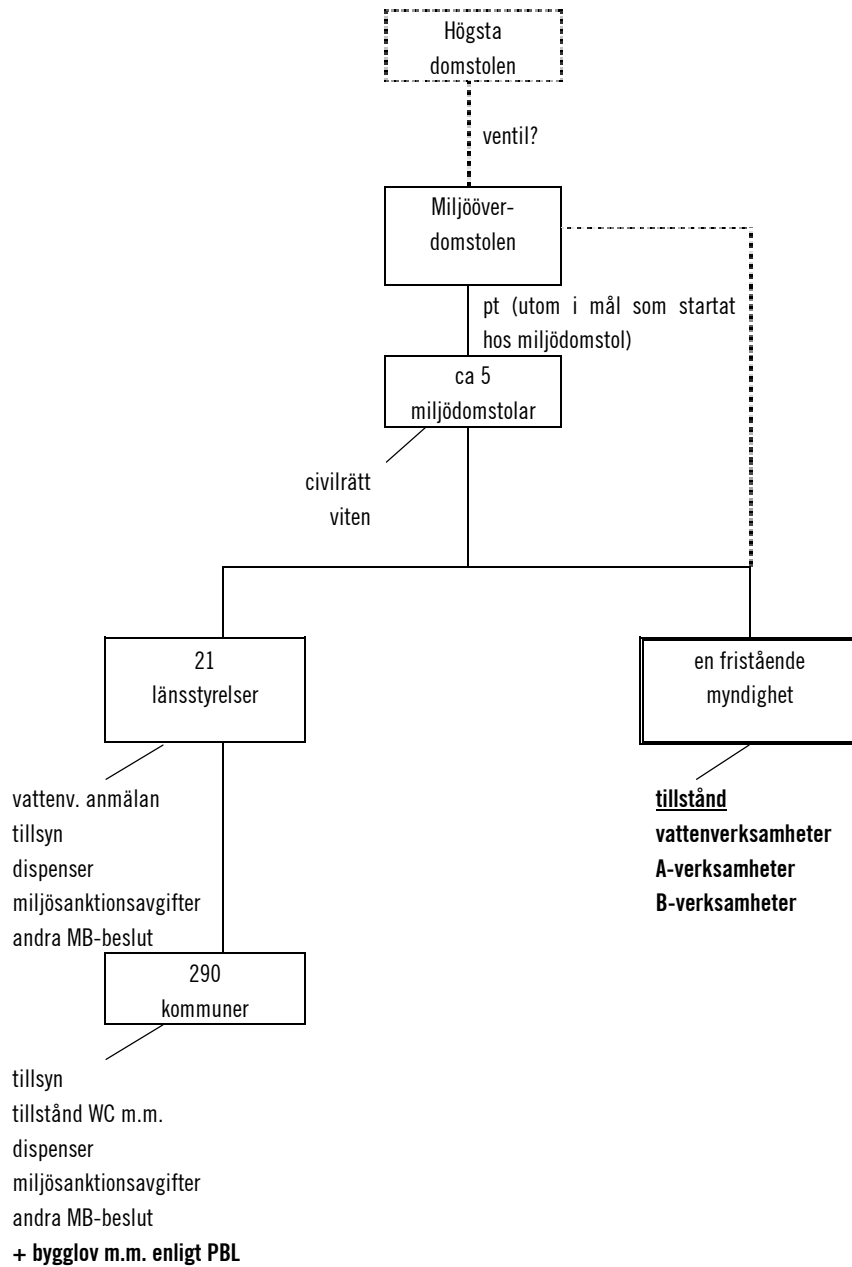 Högsta
domstolen
ventil?
Miljööver-
domstolen
pt (utom i mål som startat
hos miljödomstol)
ca 5
miljödomstolar
civilrätt
viten
21
länsstyrelser
en fristående
myndighet
vattenv. anmälan
tillsyn
dispenser
miljösanktionsavgifter
andra MB-beslut
tillstånd
vattenverksamheter
A-verksamheter
B-verksamheter
290
kommuner
tillsyn
tillstånd WC m.m.
dispenser
miljösanktionsavgifter
andra MB-beslut
+ bygglov m.m. enligt PBL